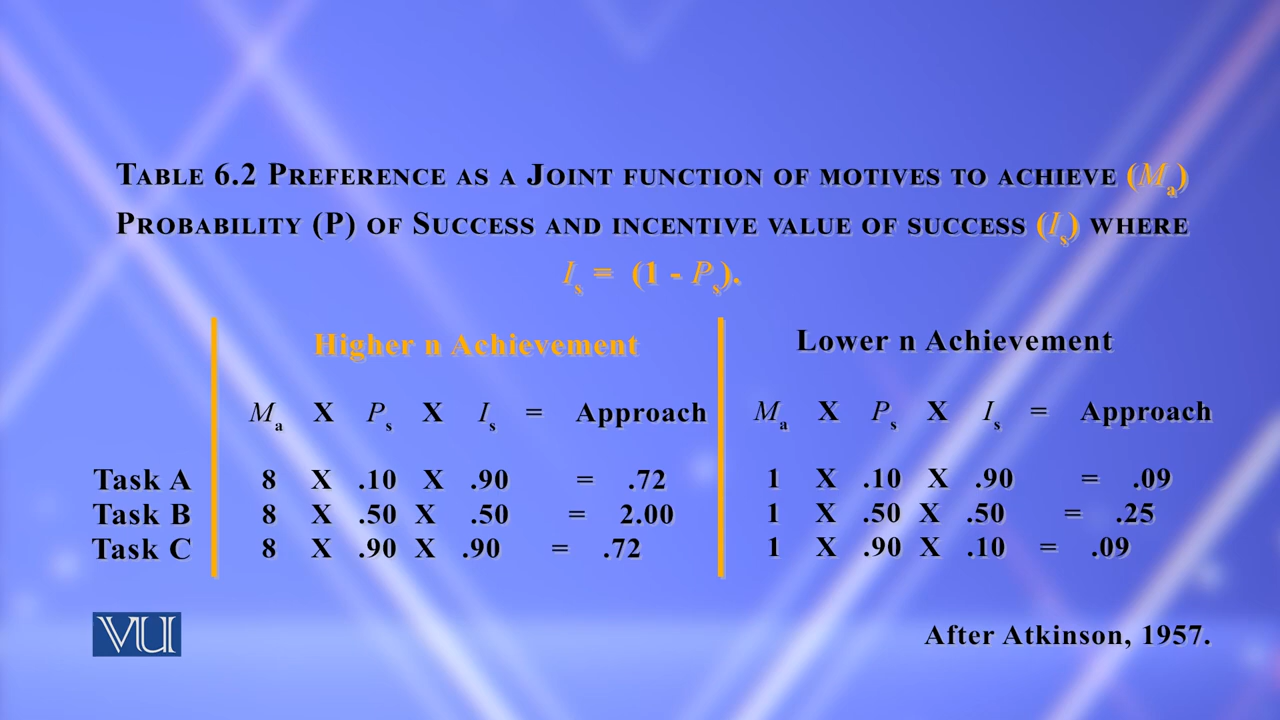 TABLE 6.2 PREFERENCE AS A JOINT FUNCTION OF MOTIVES TO ACHIEVE (Ma)
PROBABILITY (P) OF SUCCESS AND INCENTIVE VALUE OF SUCCESS (Is) WHERE
Is = (1 - Ps).
Higher n Achievement Lower n Achievement
Ma X Ps X Is = Approach Ma X Ps X Is = Approach
Task A 8 X .10 X .90 = .72 1 X .10 X .90 = .09
Task B 8 X .50 X .50 = 2.00 1 X .50 X .50 = .25
Task C 8 X .90 X .90 = .72 1 X .90 X .10 = .09
VU After Atkinson, 1957.